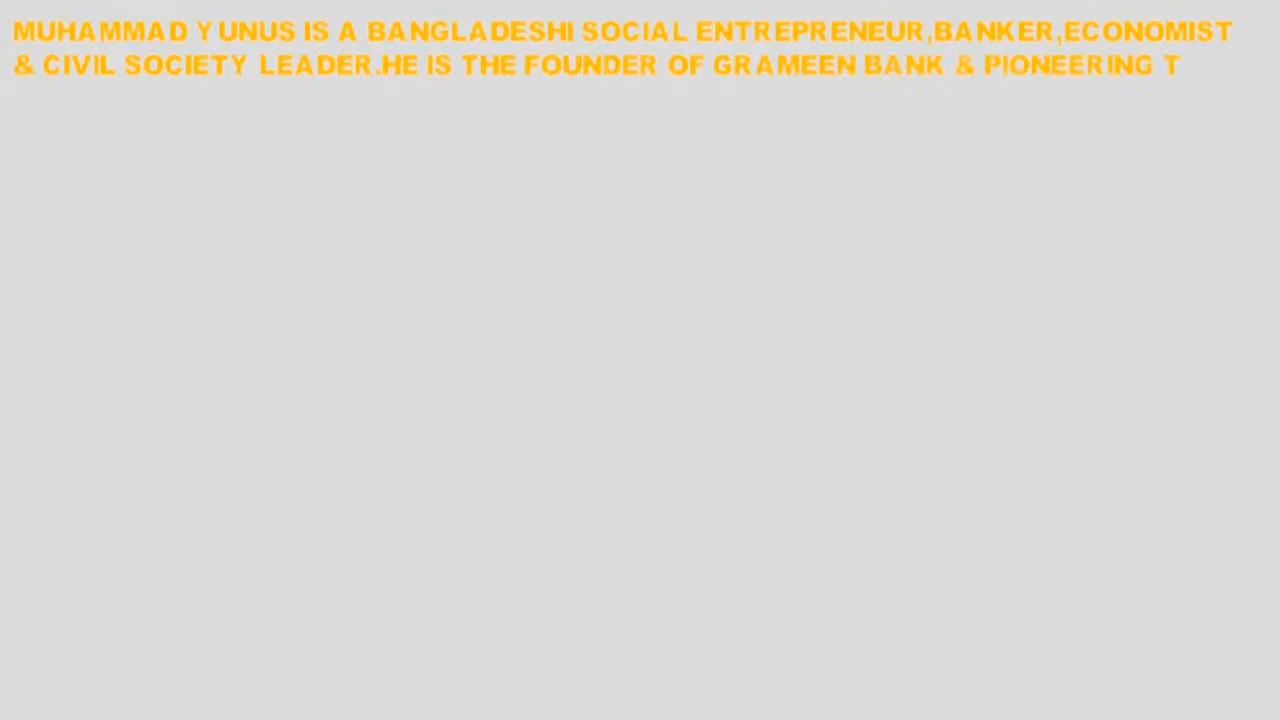 MUHAMMAD YUNUS IS A BANGLADESHI SOCIAL ENTREPRENEUR,BANKER,ECONOMIST
& CIVIL SOCIETY LEADER.HE IS THE FOUNDER OF GRAMEEN BANK & PIONEERING T